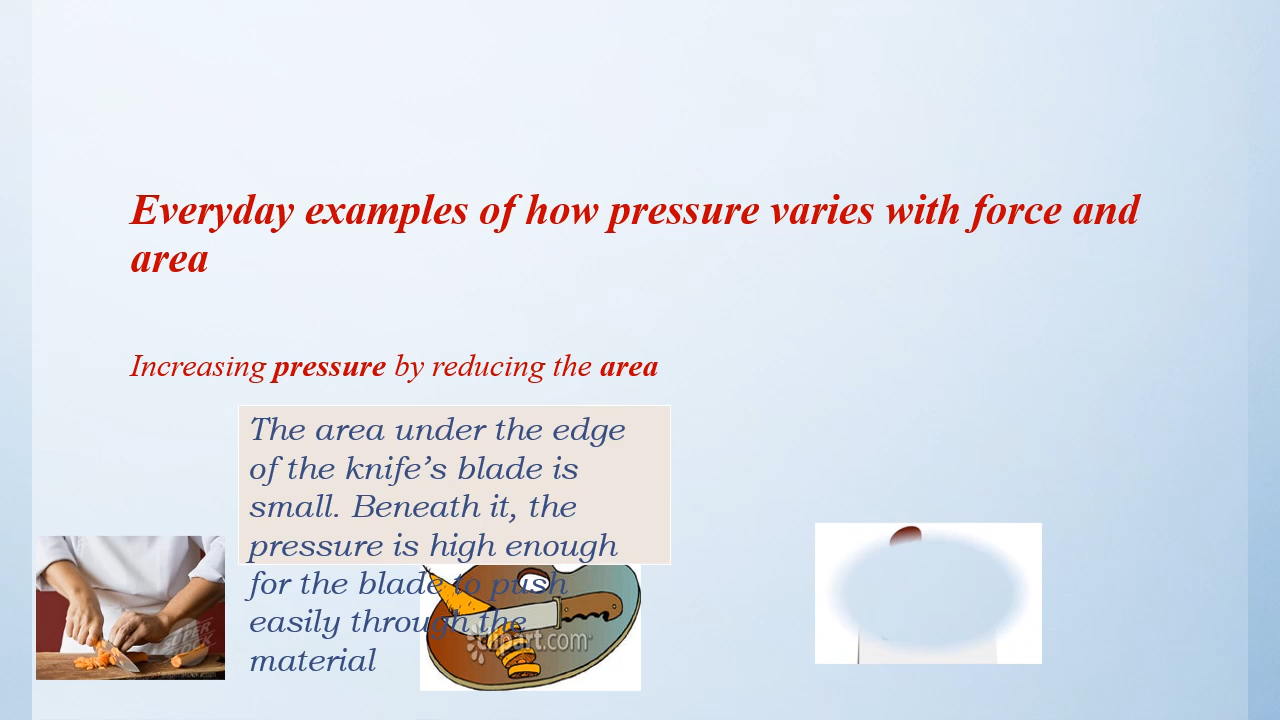 Everyday examples of how pressure varies with force and
area
Increasing pressure by reducing the area
The area under the edge
of the knife’s blade is
small. Beneath it, the
pressure is high enough
for the blade to push
easily through the
material
clipart.com